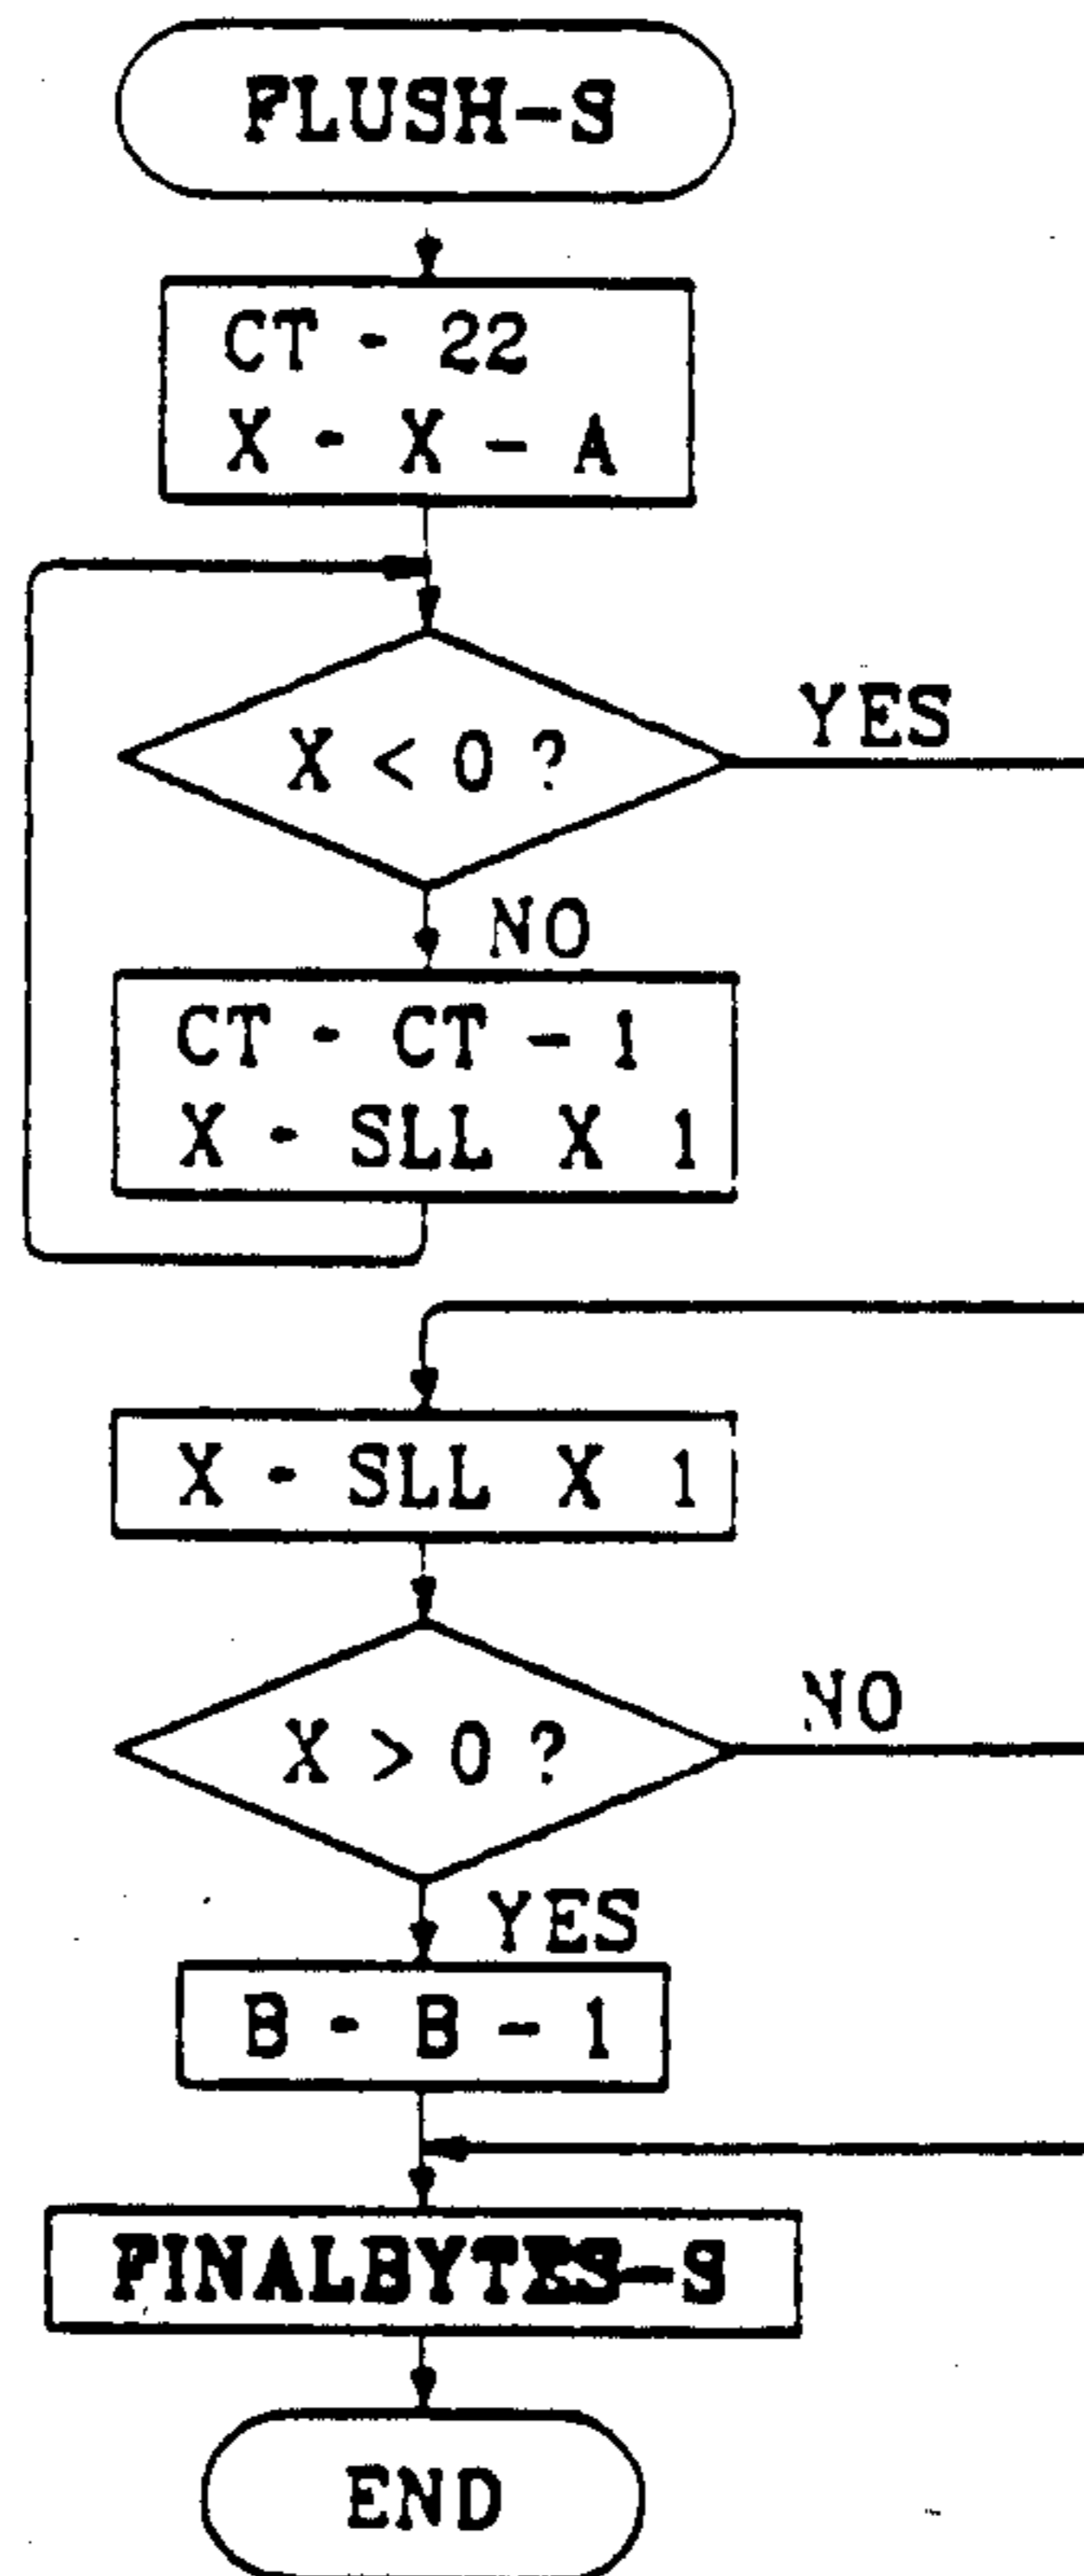 FLUSH-S
CT - 22
X - X - A
X < 0 ?
YES
NO
CT - CT - 1
X - SLL X 1
X - SLL X 1
X > 0 ?
NO
YES
B - B - 1
FINALBYTES-S
END